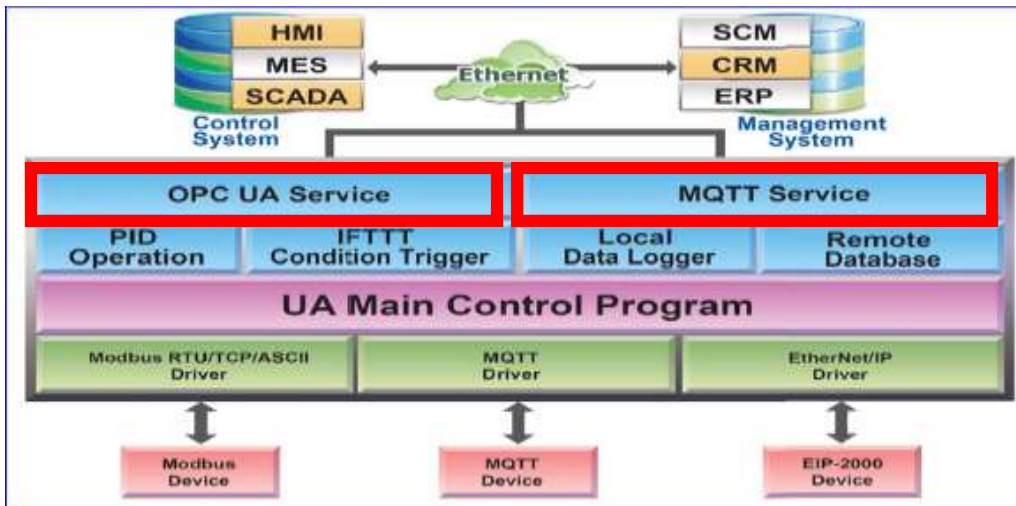 HMI
MES
SCADA
Control
System
Ethernet
SCM
CRM
ERP
Management
System
OPC UA Service
MQTT Service
PID
Operation
IFTTT
Condition Trigger
Local
Data Logger
Remote
Database
UA Main Control Program
Modbus RTU/TCP/ASCII
Driver
MQTT
Driver
EtherNet/IP
Driver
Modbus
Device
MQTT
Device
EIP-2000
Device